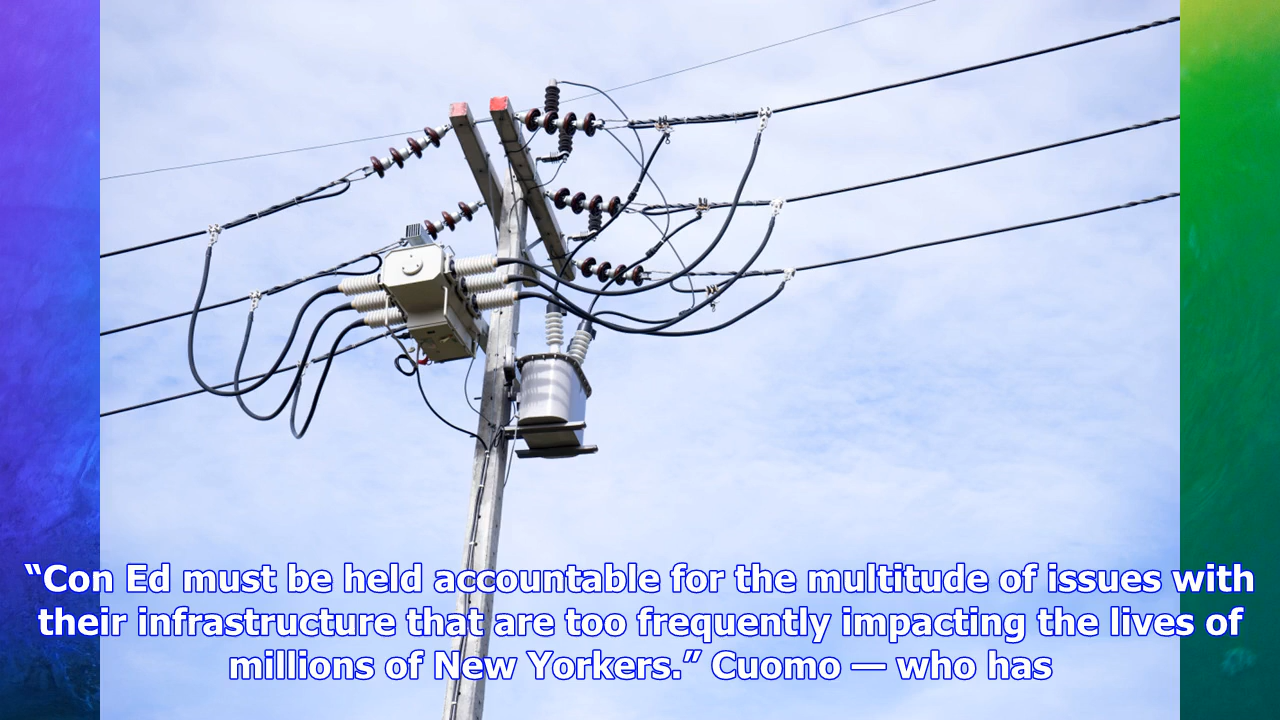 “Con Ed must be held accountable for the multitude of issues with
their infrastructure that are too frequently impacting the lives of
millions of New Yorkers.” Cuomo — who has